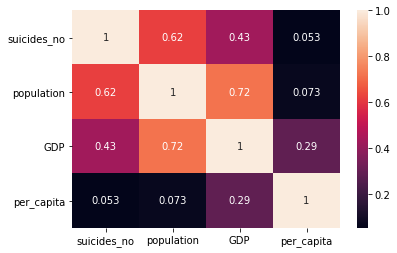 suicides_no 1 0.62 0.43 0.053
population 0.62 1 0.72 0.073
GDP 0.43 0.72 1 0.29
per_capita 0.053 0.073 0.29 1
suicides_no population GDP per_capita
1.0
0.8
0.6
0.4
0.2